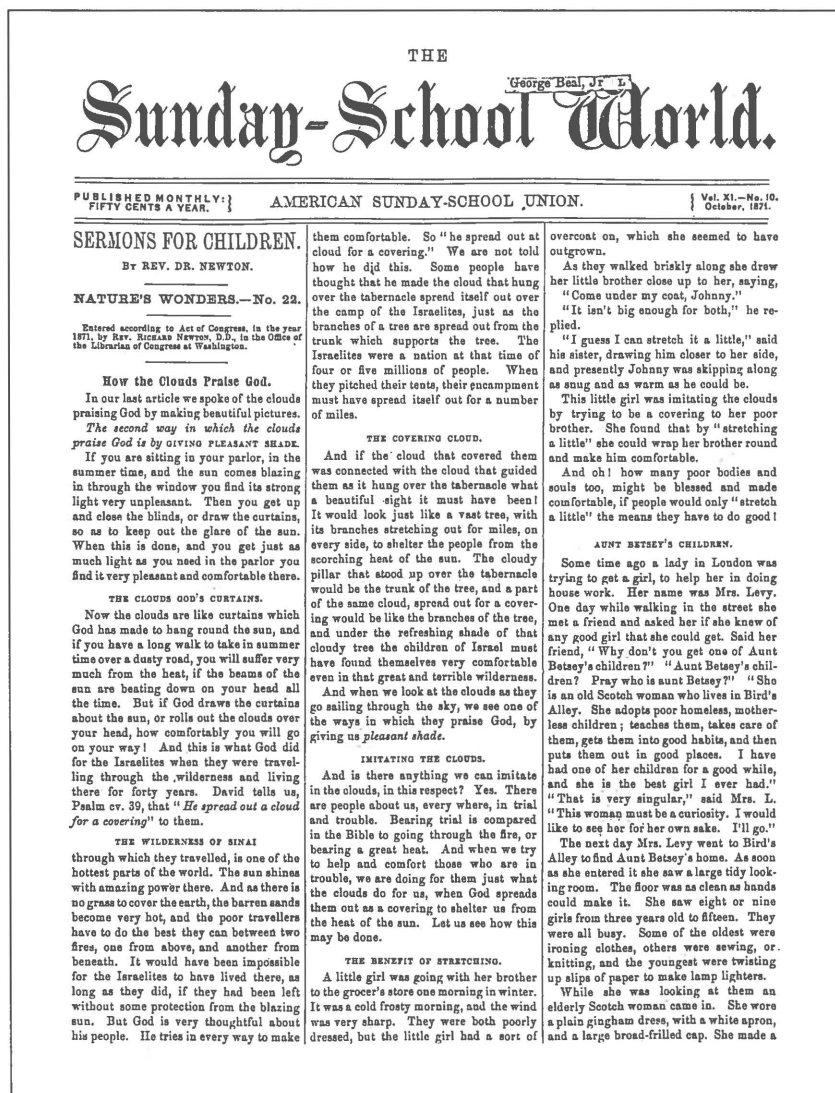 THE
George Beal, Jr L
Sunday-School World.
PUBLISHED MONTHLY:
FIFTY CENTS A YEAR.
AMERICAN SUNDAY-SCHOOL UNION.
Vol. XI.—No. 10.
October, 1871.
SERMONS FOR CHILDREN.
BY REV. DR. NEWTON.
NATURE'S WONDERS.—No. 22.
Entered according to Act of Congress, in the year
1871, by REV. RICHARD NEWTON, D.D., in the Office of
the Librarian of Congress at Washington.
How the Clouds Praise God.
In our last article we spoke of the clouds
praising God by making beautiful pictures.
The second way in which the clouds
praise God is by GIVING PLEASANT SHADE.
If you are sitting in your parlor, in the
summer time, and the sun comes blazing
in through the window you find its strong
light very unpleasant. Then you get up
and close the blinds, or draw the curtains,
so as to keep out the glare of the sun.
When this is done, and you get just as
much light as you need in the parlor you
find it very pleasant and comfortable there.
THE CLOUDS GOD'S CURTAINS.
Now the clouds are like curtains which
God has made to hang round the sun, and
if you have a long walk to take in summer
time over a dusty road, you will suffer very
much from the heat, if the beams of the
sun are beating down on your head all
the time. But if God draws the curtains
about the sun, or rolls out the clouds over
your head, how comfortably you will go
on your way! And this is what God did
for the Israelites when they were travel-
ling through the wilderness and living
there for forty years. David tells us,
Psalm cv. 39, that "He spread out a cloud
for a covering" to them.
THE WILDERNESS OF SINAI
through which they travelled, is one of the
hottest parts of the world. The sun shines
with amazing power there. And as there is
no grass to cover the earth, the barren sands
become very hot, and the poor travellers
have to do the best they can between two
fires, one from above, and another from
beneath. It would have been impossible
for the Israelites to have lived there, as
long as they did, if they had been left
without some protection from the blazing
sun. But God is very thoughtful about
his people. He tries in every way to make
them comfortable. So "he spread out at
cloud for a covering." We are not told
how he did this. Some people have
thought that he made the cloud that hung
over the tabernacle spread itself out over
the camp of the Israelites, just as the
branches of a tree are spread out from the
trunk which supports the tree. The
Israelites were a nation at that time of
four or five millions of people. When
they pitched their tents, their encampment
must have spread itself out for a number
of miles.
THE COVERING CLOUD.
And if the cloud that covered them
was connected with the cloud that guided
them as it hung over the tabernacle what
a beautiful sight it must have been!
It would look just like a vast tree, with
its branches stretching out for miles, on
every side, to shelter the people from the
scorching heat of the sun. The cloudy
pillar that stood up over the tabernacle
would be the trunk of the tree, and a part
of the same cloud, spread out for a cover-
ing would be like the branches of the tree,
and under the refreshing shade of that
cloudy tree the children of Israel must
have found themselves very comfortable
even in that great and terrible wilderness.
And when we look at the clouds as they
go sailing through the sky, we see one of
the ways in which they praise God, by
giving us pleasant shade.
IMITATING THE CLOUDS.
And is there anything we can imitate
in the clouds, in this respect? Yes. There
are people about us, every where, in trial
and trouble. Bearing trial is compared
in the Bible to going through the fire, or
bearing a great heat. And when we try
to help and comfort those who are in
trouble, we are doing for them just what
the clouds do for us, when God spreads
them out as a covering to shelter us from
the heat of the sun. Let us see how this
may be done.
THE BENEFIT OF STRETCHING.
A little girl was going with her brother
to the grocer's store one morning in winter.
It was a cold frosty morning, and the wind
was very sharp. They were both poorly
dressed, but the little girl had a sort of
overcoat on, which she seemed to have
outgrown.
As they walked briskly along she drew
her little brother close up to her, saying,
"Come under my coat, Johnny."
"It isn't big enough for both," he re-
plied.
"I guess I can stretch it a little," said
his sister, drawing him closer to her side,
and presently Johnny was skipping along
as snug and as warm as he could be.
This little girl was imitating the clouds
by trying to be a covering to her poor
brother. She found that by "stretching
a little" she could wrap her brother round
and make him comfortable.
And oh! how many poor bodies and
souls too, might be blessed and made
comfortable, if people would only "stretch
a little" the means they have to do good!
AUNT BETSEY'S CHILDREN.
Some time ago a lady in London was
trying to get a girl, to help her in doing
house work. Her name was Mrs. Levy.
One day while walking in the street she
met a friend and asked her if she knew of
any good girl that she could get. Said her
friend, "Why don't you get one of Aunt
Betsey's children?" "Aunt Betsey's chil-
dren? Pray who is aunt Betsey?" "She
is an old Scotch woman who lives in Bird's
Alley. She adopts poor homeless, mother-
less children; teaches them, takes care of
them, gets them into good habits, and then
puts them out in good places. I have
had one of her children for a good while,
and she is the best girl I ever had."
"That is very singular," said Mrs. L.
"This woman must be a curiosity. I would
like to see her for her own sake. I'll go."
The next day Mrs. Levy went to Bird's
Alley to find Aunt Betsey's home. As soon
as she entered it she saw a large tidy look-
ing room. The floor was as clean as hands
could make it. She saw eight or nine
girls from three years old to fifteen. They
were all busy. Some of the oldest were
ironing clothes, others were sewing, or
knitting, and the youngest were twisting
up slips of paper to make lamp lighters.
While she was looking at them an
elderly Scotch woman came in. She wore
a plain gingham dress, with a white apron,
and a large broad-frilled cap. She made a